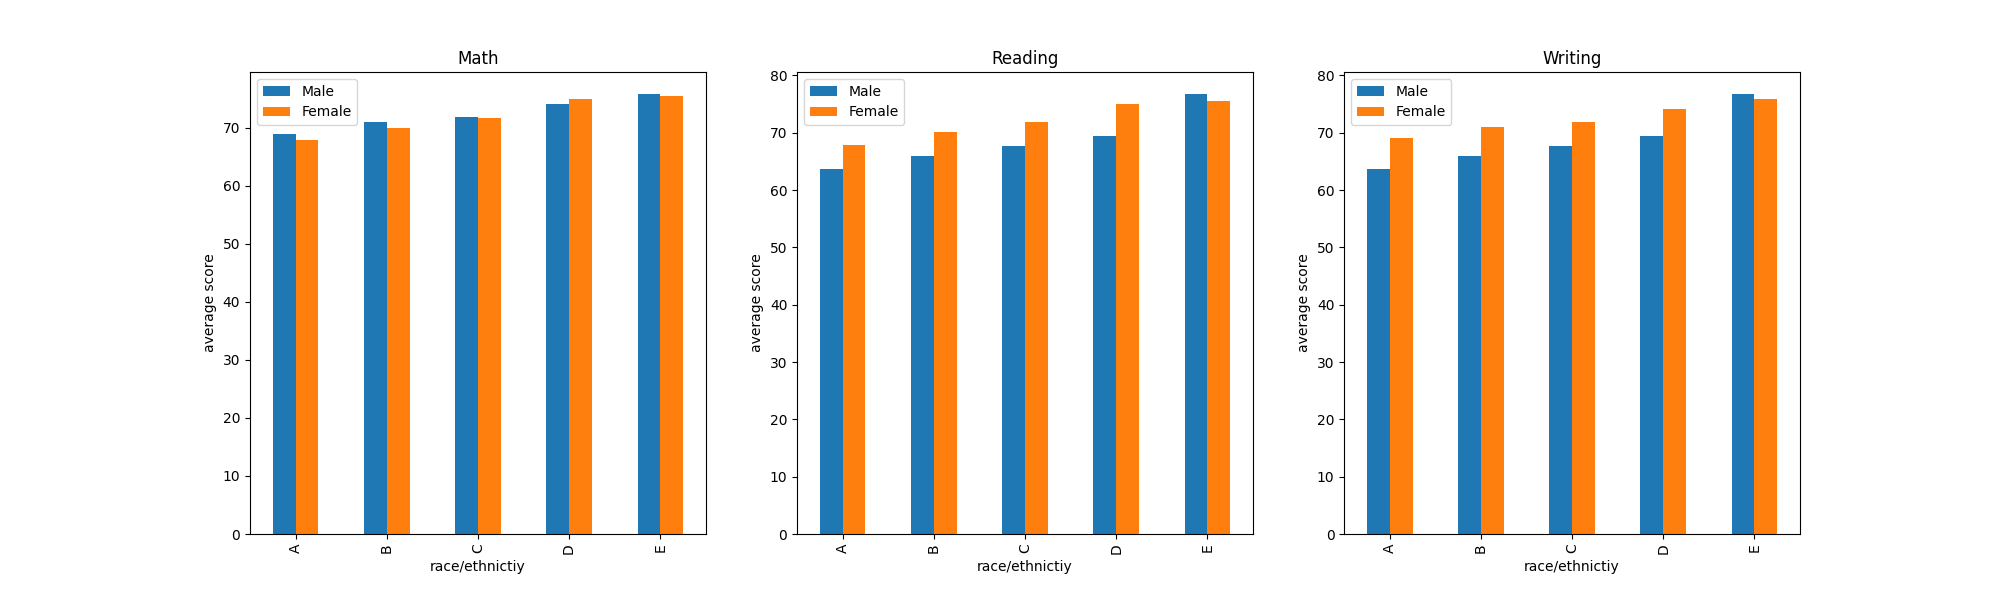 Math
Male
Female
70
60
50
40
30
20
10
0
average score
A
B
C
D
E
race/ethnictiy
Reading
Male
Female
80
70
60
50
40
30
20
10
0
average score
A
B
C
D
E
race/ethnictiy
Writing
Male
Female
80
70
60
50
40
30
20
10
0
average score
A
B
C
D
E
race/ethnictiy